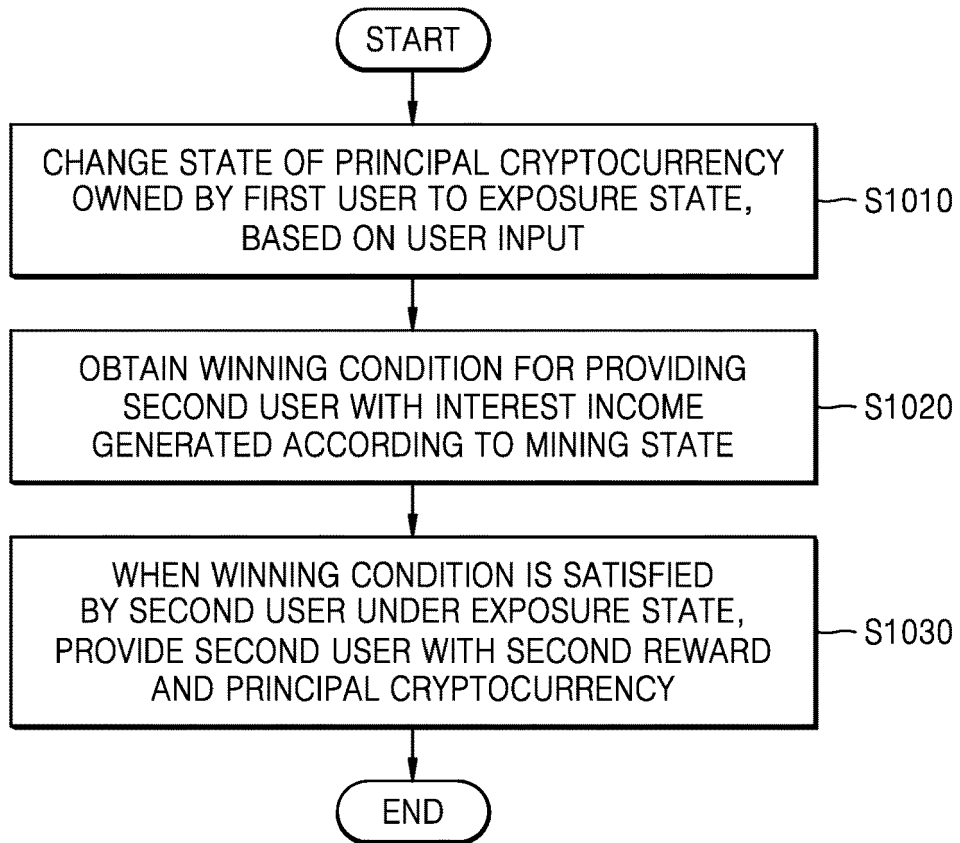 START
CHANGE STATE OF PRINCIPAL CRYPTOCURRENCY
OWNED BY FIRST USER TO EXPOSURE STATE,
BASED ON USER INPUT
S1010
OBTAIN WINNING CONDITION FOR PROVIDING
SECOND USER WITH INTEREST INCOME
GENERATED ACCORDING TO MINING STATE
S1020
WHEN WINNING CONDITION IS SATISFIED
BY SECOND USER UNDER EXPOSURE STATE,
PROVIDE SECOND USER WITH SECOND REWARD
AND PRINCIPAL CRYPTOCURRENCY
S1030
END